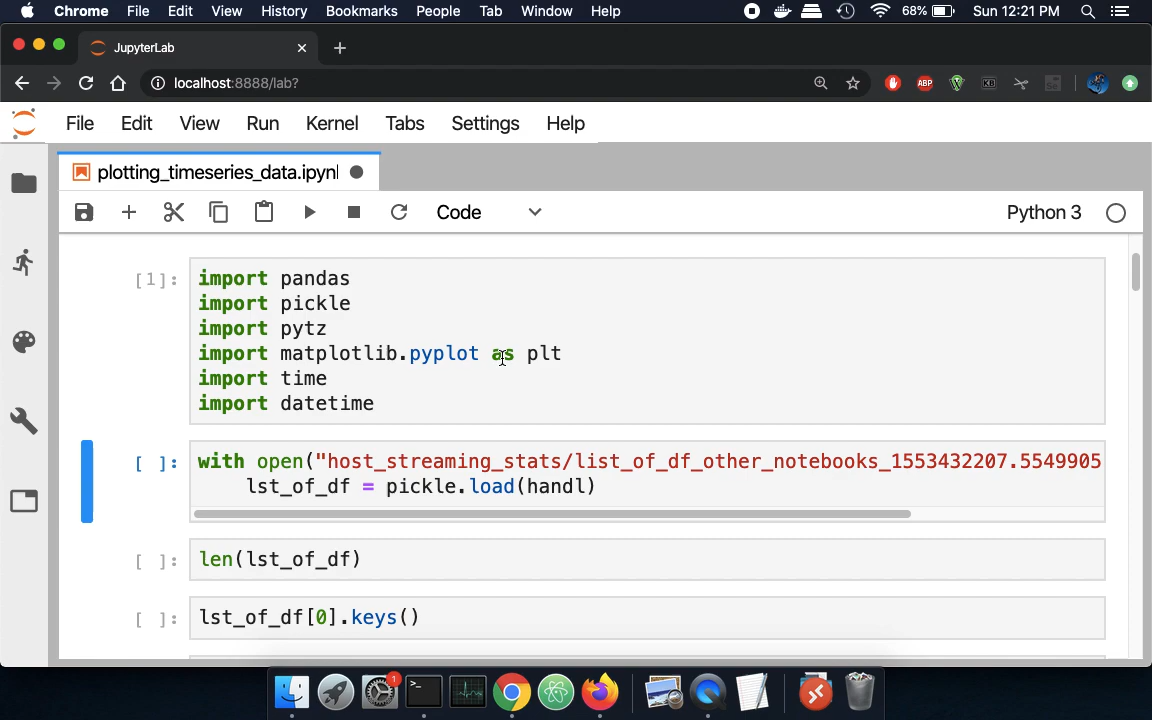 Chrome File Edit View History Bookmarks People Tab Window Help 68% Sun 12:21 PM
JupyterLab
localhost:8888/lab?
ABP
File Edit View Run Kernel Tabs Settings Help
plotting_timeseries_data.ipynl
Code Python 3
[1]: import pandas
import pickle
import pytz
import matplotlib.pyplot as plt
import time
import datetime
[ ]: with open("host_streaming_stats/list_of_df_other_notebooks_1553432207.5549905
lst_of_df = pickle.load(handl)
[ ]: len(lst_of_df)
[ ]: lst_of_df[0].keys()
1